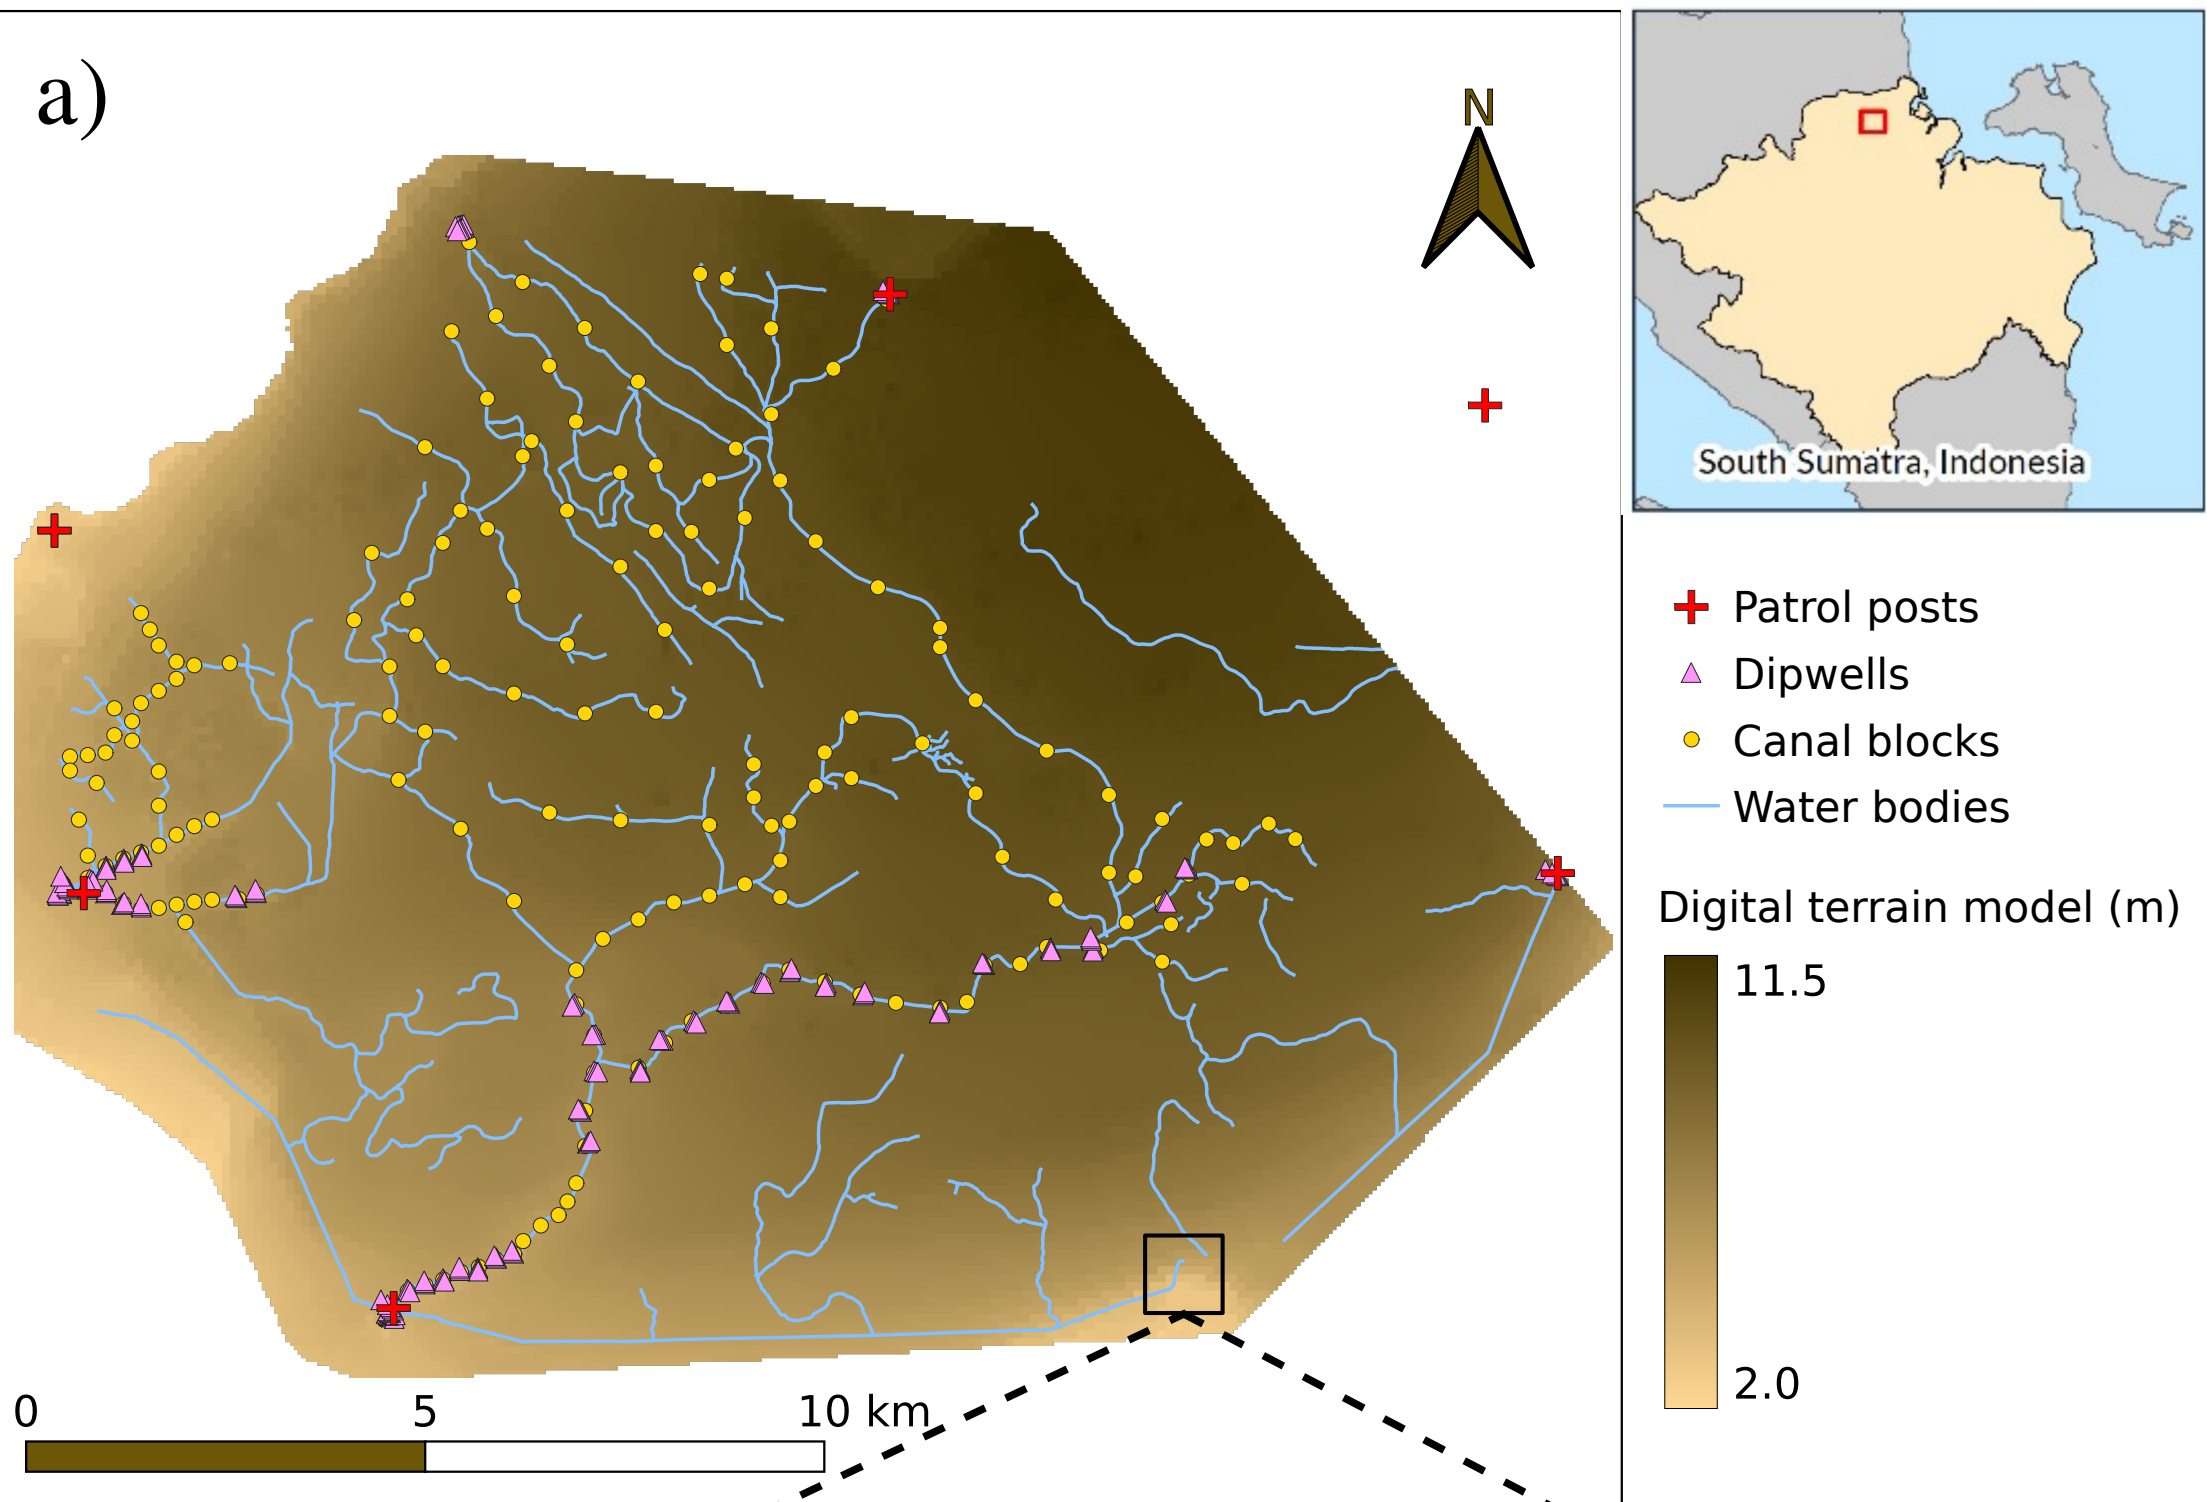 a)
N
South Sumatra, Indonesia
Patrol posts
Dipwells
Canal blocks
Water bodies
Digital terrain model (m)
11.5
2.0
0 5 10 km